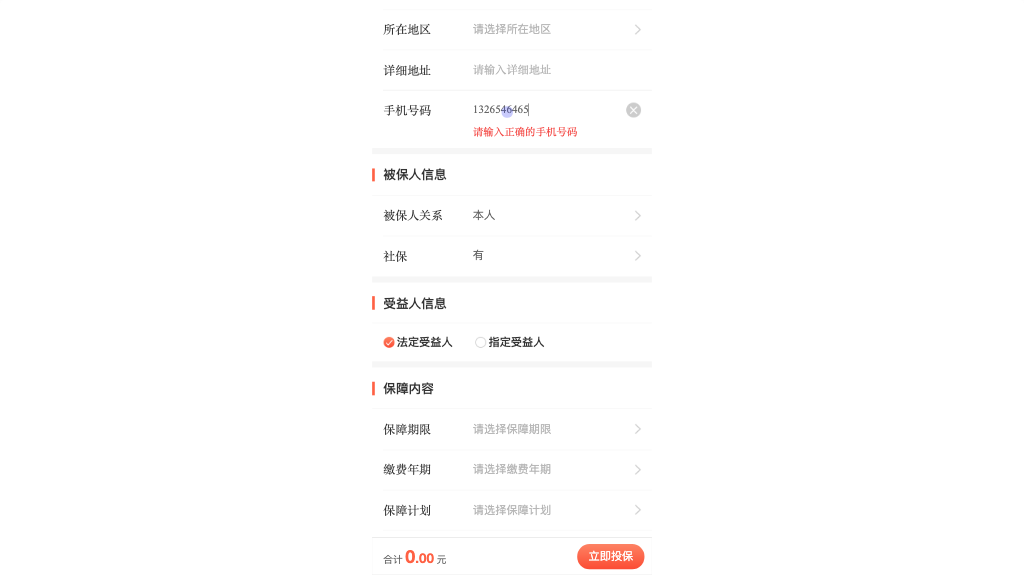 所在地区 请选择所在地区
详细地址 请输入详细地址
手机号码 1326546465
请输入正确的手机号码
被保人信息
被保人关系 本人
社保 有
受益人信息
法定受益人 指定受益人
保障内容
保障期限 请选择保障期限
缴费年期 请选择缴费年期
保障计划 请选择保障计划
合计 0.00 元 立即投保